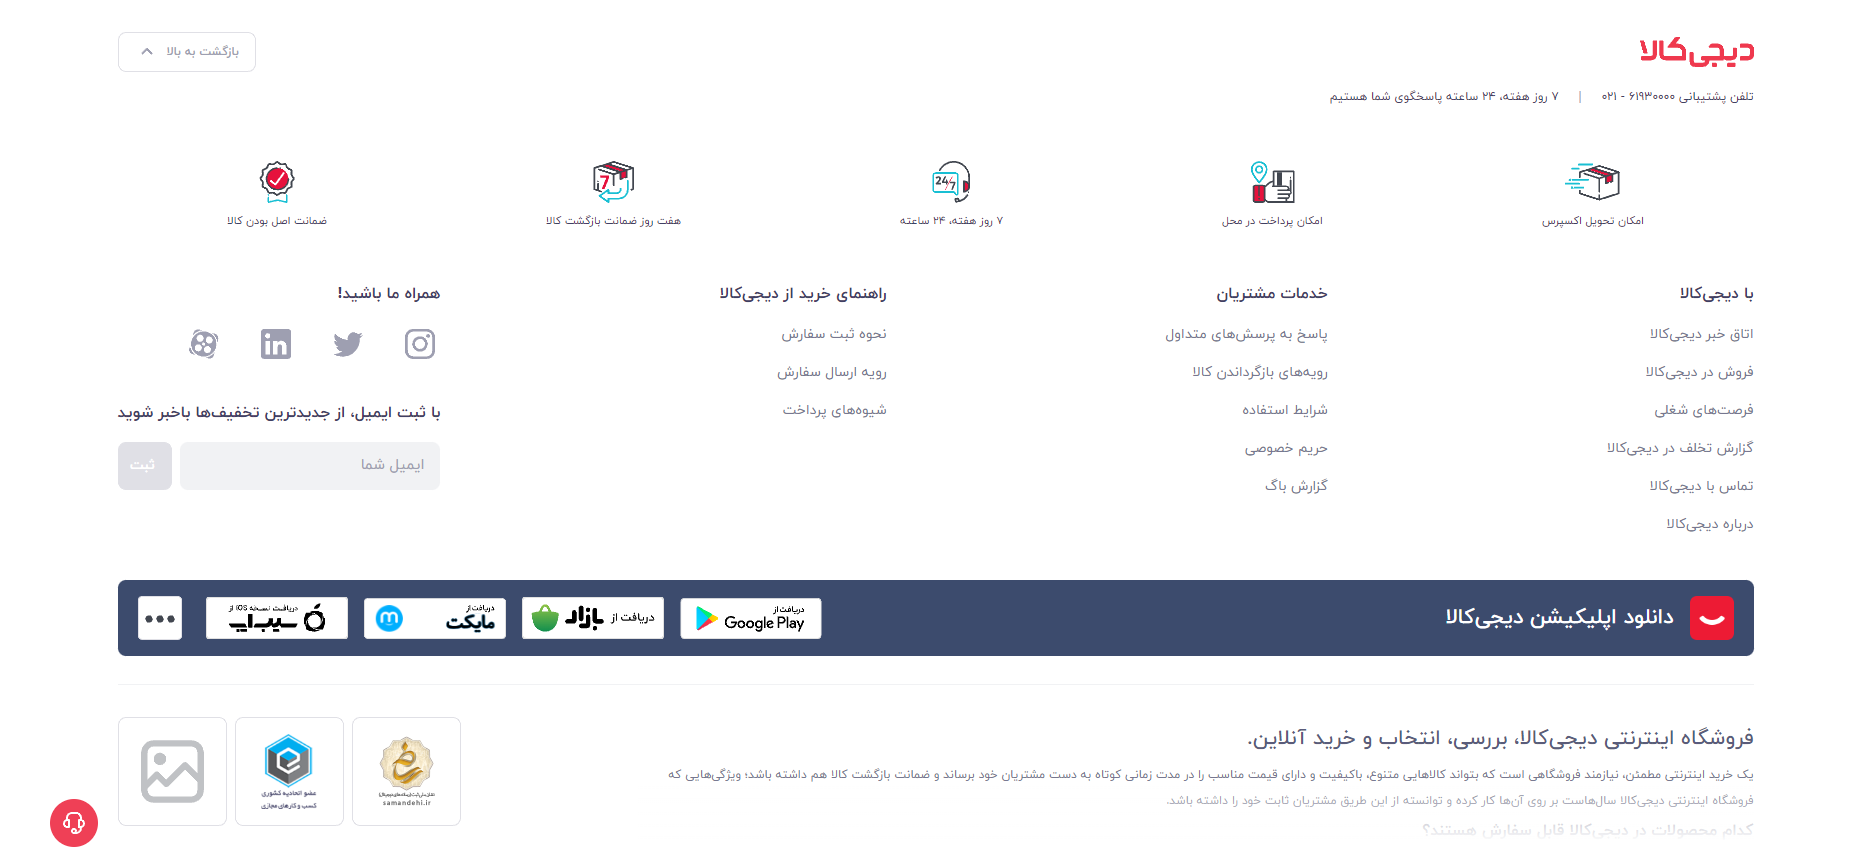 دیجی‌کالا
بازگشت به بالا
تلفن پشتیبانی ۶۱۹۳۰۰۰۰ - ۰۲۱ | ۷ روز هفته، ۲۴ ساعته پاسخگوی شما هستیم
امکان تحویل اکسپرس
امکان پرداخت در محل
24/7
۷ روز هفته، ۲۴ ساعته
7
هفت روز ضمانت بازگشت کالا
ضمانت اصل بودن کالا
با دیجی‌کالا
اتاق خبر دیجی‌کالا
فروش در دیجی‌کالا
فرصت‌های شغلی
گزارش تخلف در دیجی‌کالا
تماس با دیجی‌کالا
درباره دیجی‌کالا
خدمات مشتریان
پاسخ به پرسش‌های متداول
رویه‌های بازگرداندن کالا
شرایط استفاده
حریم خصوصی
گزارش باگ
راهنمای خرید از دیجی‌کالا
نحوه ثبت سفارش
رویه ارسال سفارش
شیوه‌های پرداخت
همراه ما باشید!
با ثبت ایمیل، از جدیدترین تخفیف‌ها باخبر شوید
ایمیل شما
ثبت
دانلود اپلیکیشن دیجی‌کالا
دریافت از
Google Play
دریافت از بازار
دریافت از
مایکت
دریافت نسخه iOS از
سیب‌اپ
فروشگاه اینترنتی دیجی‌کالا، بررسی، انتخاب و خرید آنلاین.
یک خرید اینترنتی مطمئن، نیازمند فروشگاهی است که بتواند کالاهایی متنوع، باکیفیت و دارای قیمت مناسب را در مدت زمانی کوتاه به دست مشتریان خود برساند و ضمانت بازگشت کالا هم داشته باشد؛ ویژگی‌هایی که
فروشگاه اینترنتی دیجی‌کالا سال‌هاست بر روی آن‌ها کار کرده و توانسته از این طریق مشتریان ثابت خود را داشته باشد.
کدام محصولات در دیجی‌کالا قابل سفارش هستند؟
samandehi.ir
عضو اتحادیه کشوری
کسب و کارهای مجازی